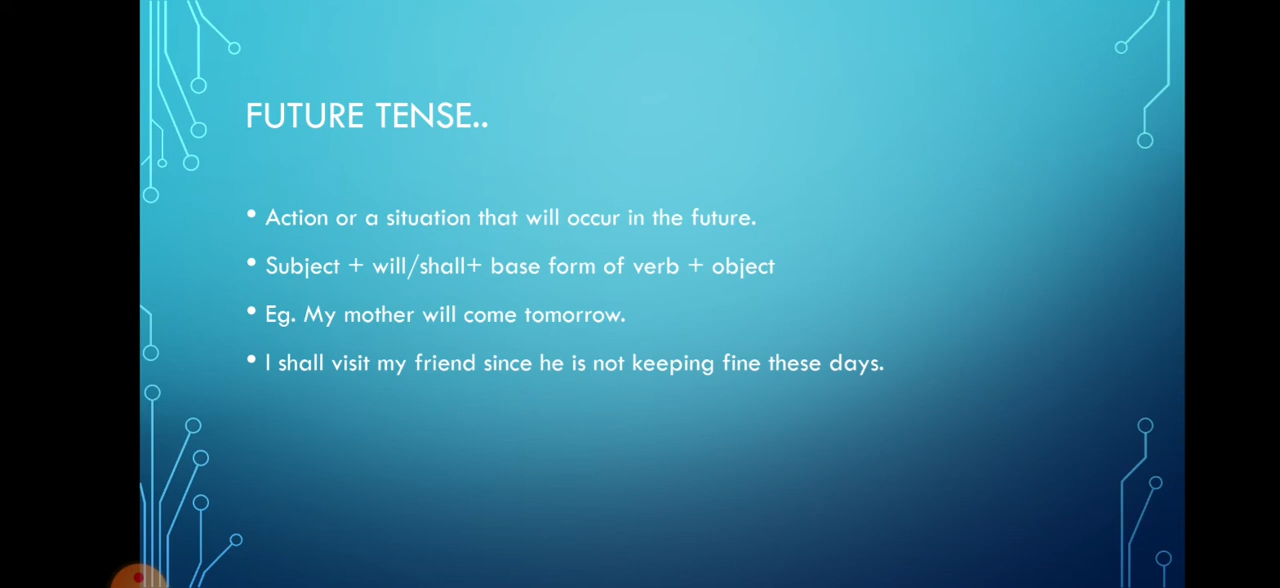 FUTURE TENSE..
• Action or a situation that will occur in the future.
• Subject + will/shall+ base form of verb + object
• Eg. My mother will come tomorrow.
• I shall visit my friend since he is not keeping fine these days.